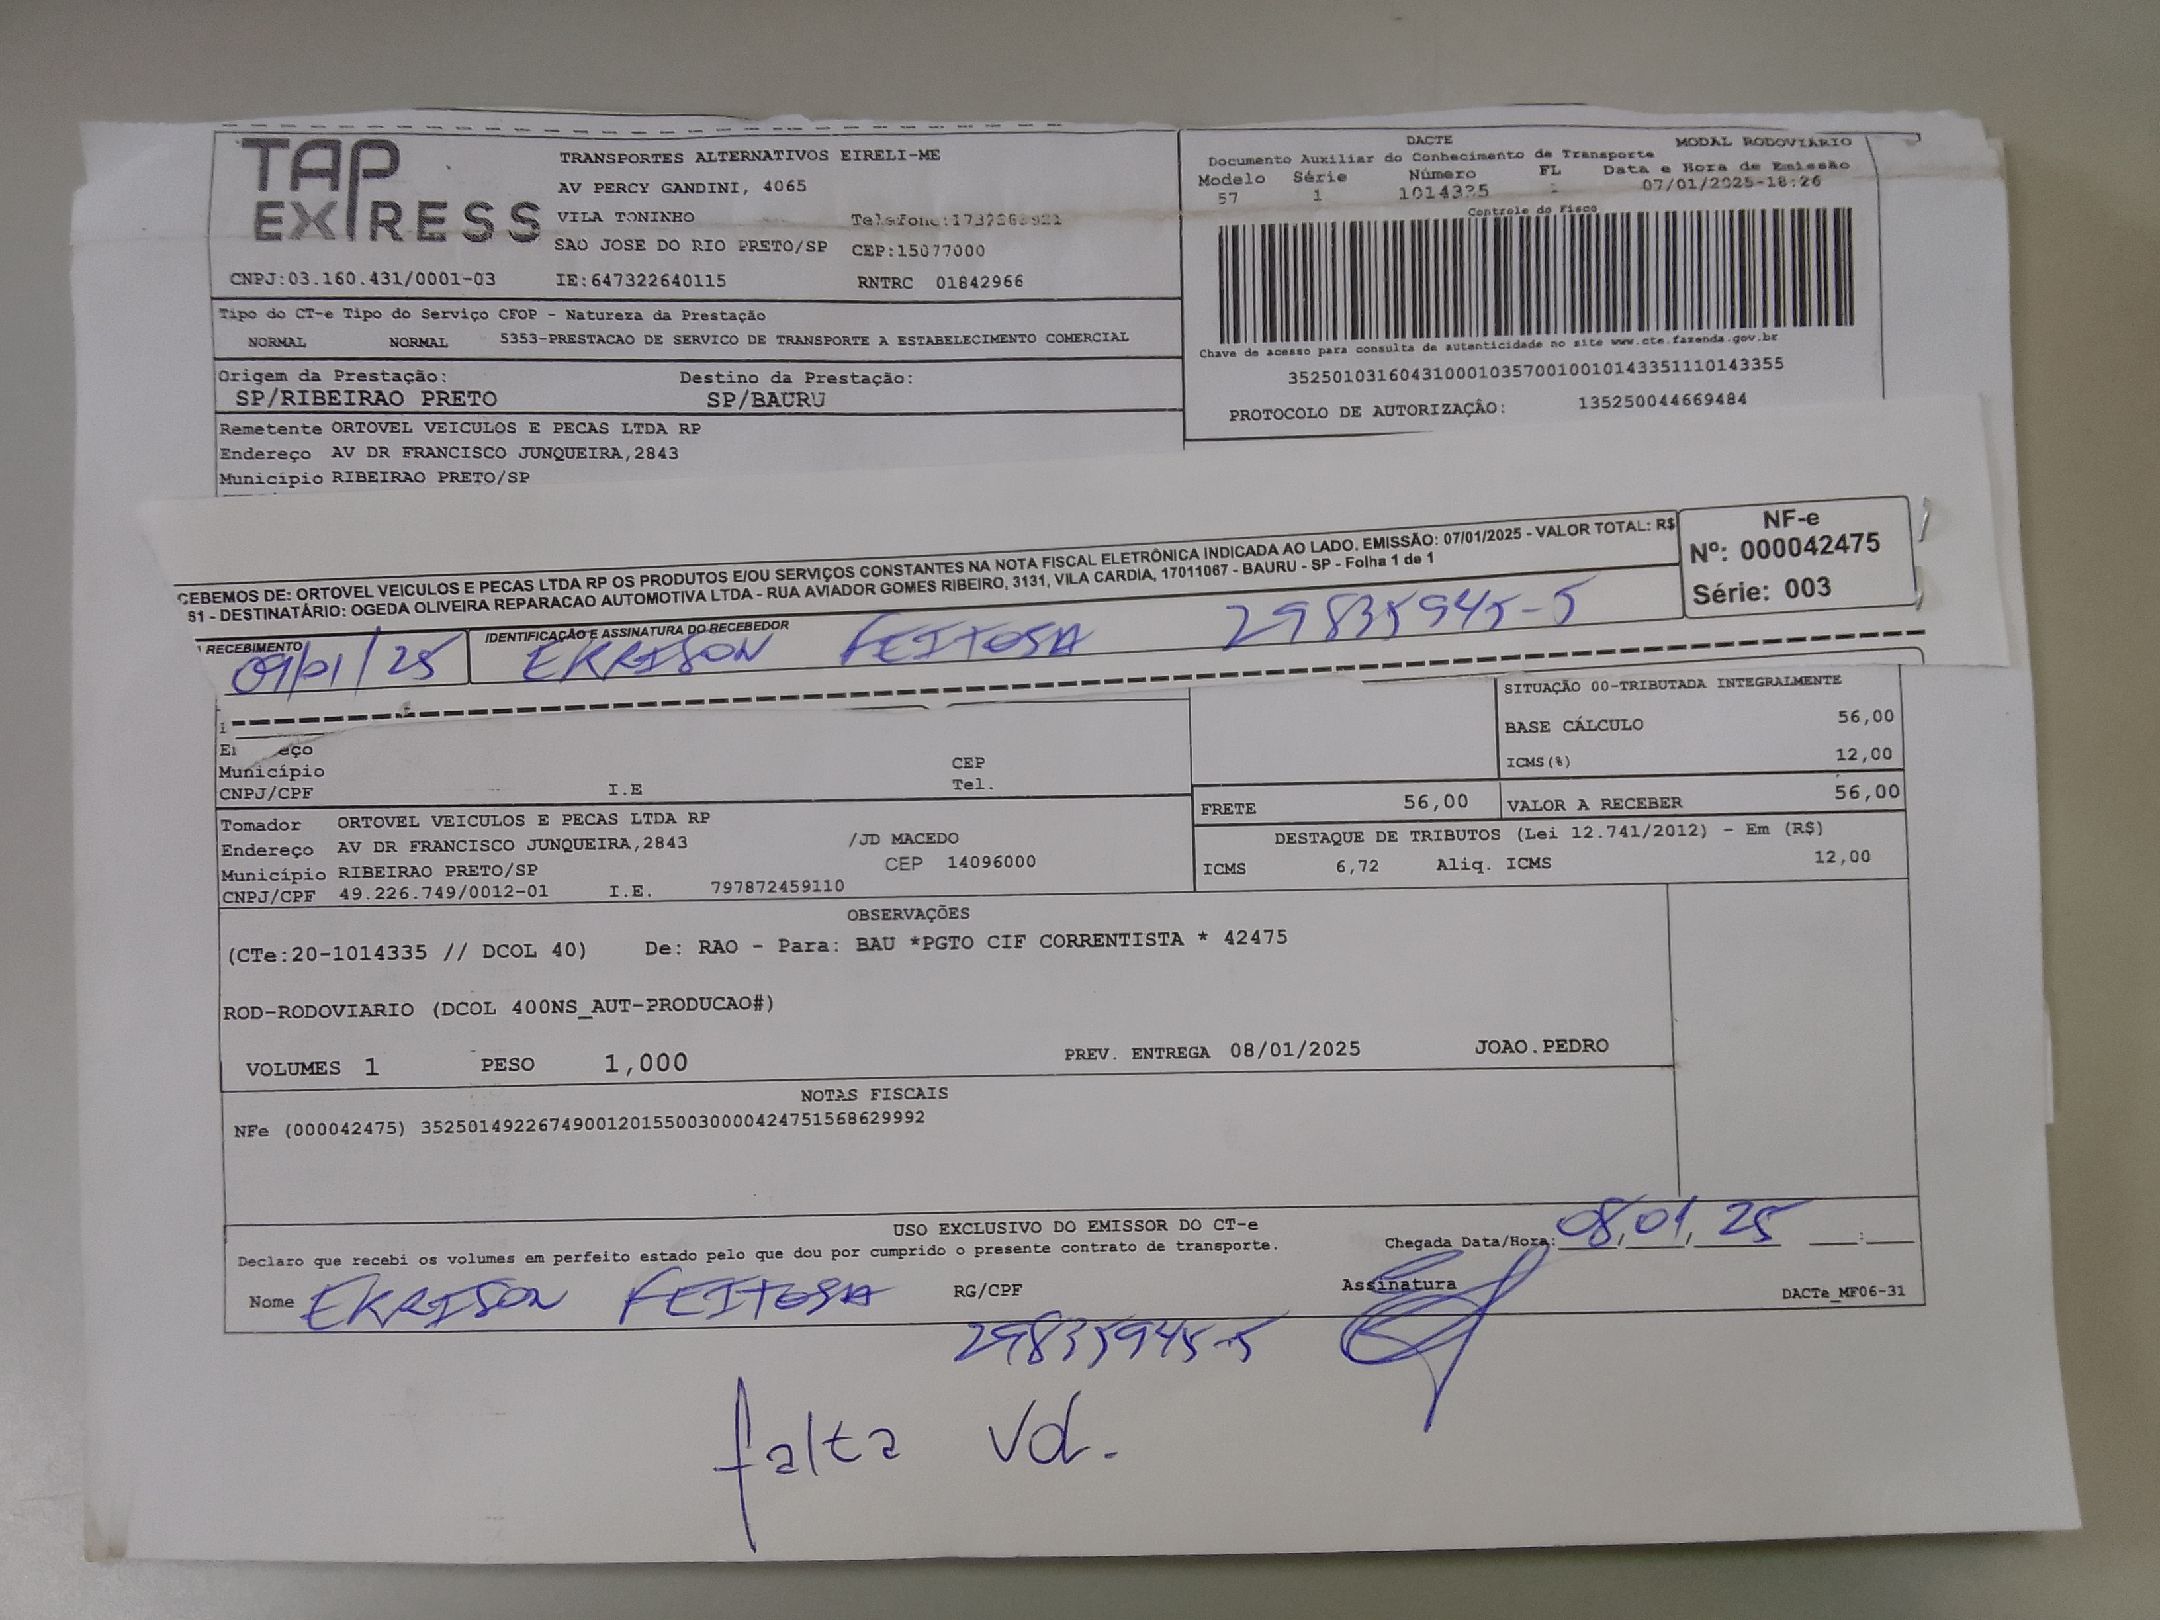 TAP
EXPRESS
TRANSPORTES ALTERNATIVOS EIRELI-ME
AV PERCY GANDINI, 4065
VILA TONINHO
SAO JOSE DO RIO PRETO/SP CEP:15077000
CNPJ:03.160.431/0001-03 IE:647322640115 RNTRC 01842966
DACTE MODAL RODOVIÁRIO
Documento Auxiliar do Conhecimento de Transporte
Modelo Série Número FL Data e Hora de Emissão
57 1 1014335 07/01/2025-18:26
Controle do Fisco
Chave de acesso para consulta de autenticidade no site www.cte.fazenda.gov.br
35250103160431000103570010010143351110143355
PROTOCOLO DE AUTORIZAÇÃO: 135250044669484
Tipo do CT-e Tipo do Serviço CFOP - Natureza da Prestação
NORMAL NORMAL 5353-PRESTACAO DE SERVICO DE TRANSPORTE A ESTABELECIMENTO COMERCIAL
Origem da Prestação: Destino da Prestação:
SP/RIBEIRAO PRETO SP/BAURU
Remetente ORTOVEL VEICULOS E PECAS LTDA RP
Endereço AV DR FRANCISCO JUNQUEIRA,2843
Município RIBEIRAO PRETO/SP
CEBEMOS DE: ORTOVEL VEICULOS E PECAS LTDA RP OS PRODUTOS E/OU SERVIÇOS CONSTANTES NA NOTA FISCAL ELETRÔNICA INDICADA AO LADO. EMISSÃO: 07/01/2025 - VALOR TOTAL: R$
81 - DESTINATÁRIO: OGEDA OLIVEIRA REPARACAO AUTOMOTIVA LTDA - RUA AVIADOR GOMES RIBEIRO, 3131, VILA CARDIA, 17011067 - BAURU - SP - Folha 1 de 1
NF-e
Nº: 000042475
Série: 003
RECEBIMENTO IDENTIFICAÇÃO E ASSINATURA DO RECEBEDOR
09/01/25 EKRISON FEITOSA 29835945-5
SITUAÇÃO 00-TRIBUTADA INTEGRALMENTE
BASE CÁLCULO 56,00
ICMS(%) 12,00
FRETE 56,00 VALOR A RECEBER 56,00
DESTAQUE DE TRIBUTOS (Lei 12.741/2012) - Em (R$)
ICMS 6,72 Aliq. ICMS 12,00
Município CEP
CNPJ/CPF I.E Tel.
Tomador ORTOVEL VEICULOS E PECAS LTDA RP
Endereço AV DR FRANCISCO JUNQUEIRA,2843 /JD MACEDO
Município RIBEIRAO PRETO/SP CEP 14096000
CNPJ/CPF 49.226.749/0012-01 I.E. 797872459110
OBSERVAÇÕES
(CTe:20-1014335 // DCOL 40) De: RAO - Para: BAU *PGTO CIF CORRENTISTA * 42475
ROD-RODOVIARIO (DCOL 400NS_AUT-PRODUCAO#)
VOLUMES 1 PESO 1,000 PREV. ENTREGA 08/01/2025 JOAO.PEDRO
NOTAS FISCAIS
NFe (000042475) 35250149226749001201550030000424751568629992
USO EXCLUSIVO DO EMISSOR DO CT-e
Declaro que recebi os volumes em perfeito estado pelo que dou por cumprido o presente contrato de transporte.
Chegada Data/Hora: 08,01,25 :
Nome EKRISON FEITOSA RG/CPF Assinatura DACTe_MF06-31
29835945-5
falta vol.